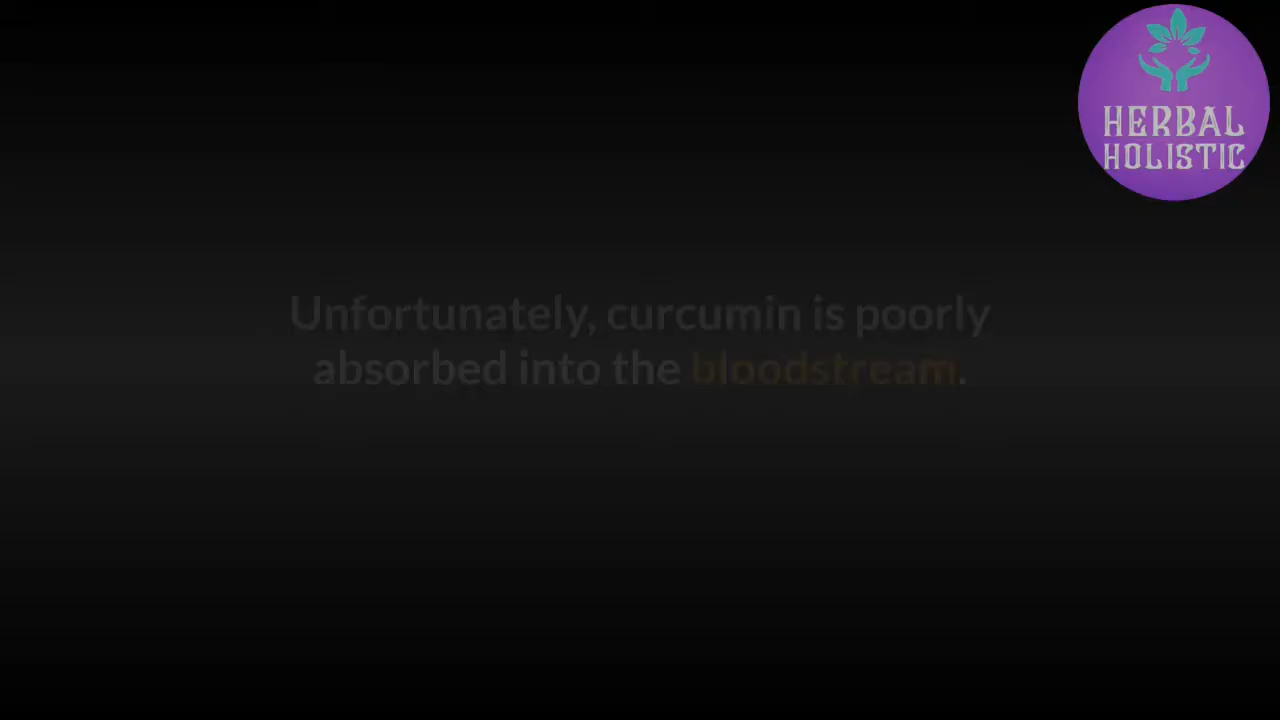 HERBAL
HOLISTIC
Unfortunately, curcumin is poorly
absorbed into the bloodstream.